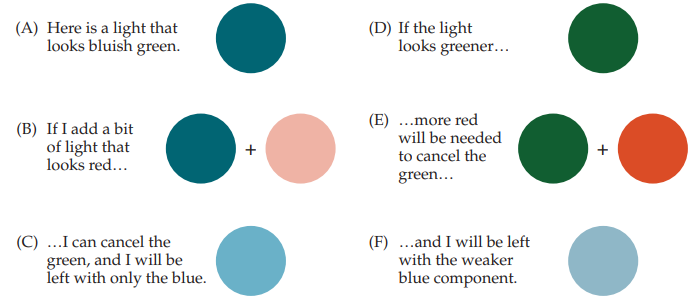 (A) Here is a light that
looks bluish green.
(B) If I add a bit
of light that
looks red…
+
(C) …I can cancel the
green, and I will be
left with only the blue.
(D) If the light
looks greener…
(E) …more red
will be needed
to cancel the
green…
+
(F) …and I will be left
with the weaker
blue component.